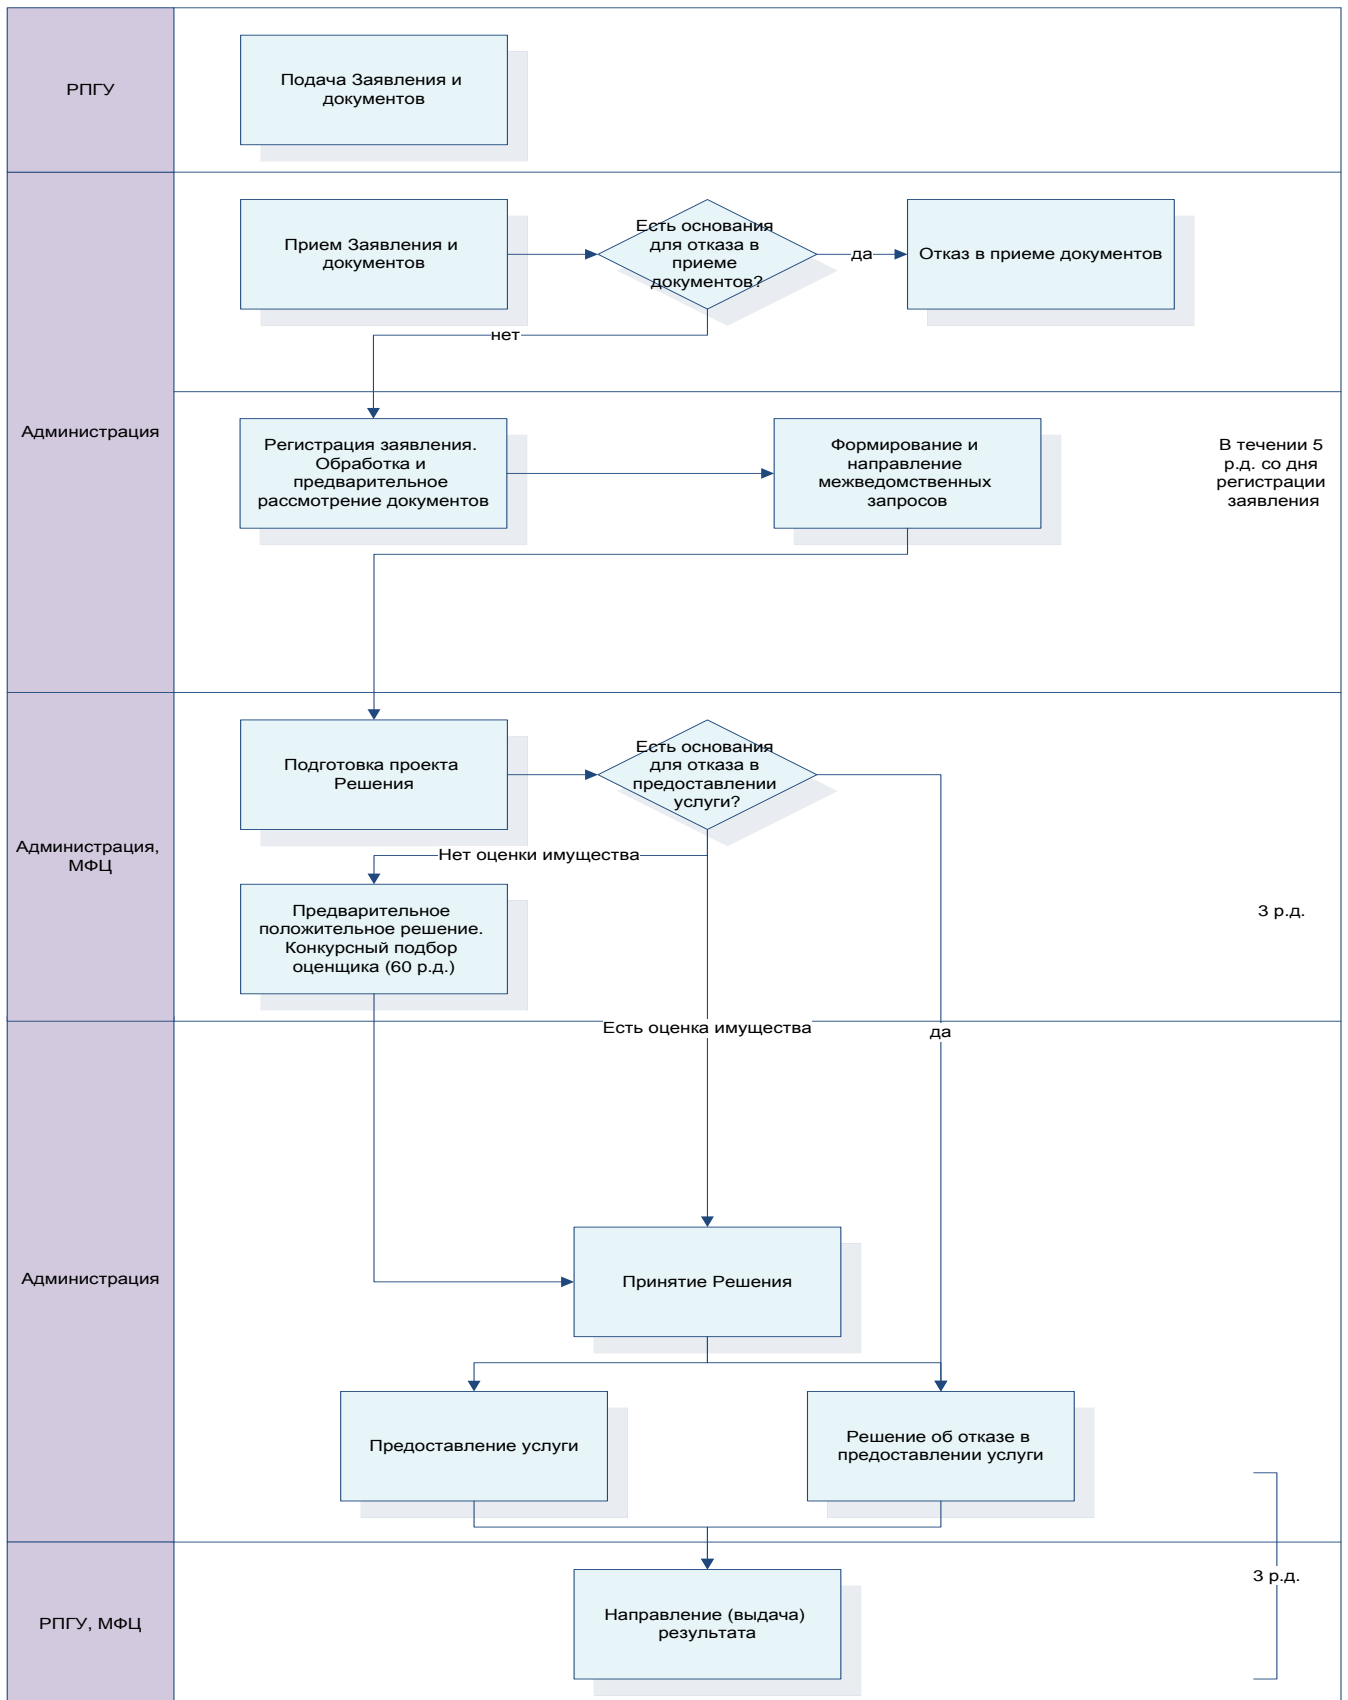 РПГУ
Подача Заявления и
документов
Администрация
Прием Заявления и
документов
Есть основания
для отказа в
приеме
документов?
да
Отказ в приеме документов
нет
Регистрация заявления.
Обработка и
предварительное
рассмотрение документов
Формирование и
направление
межведомственных
запросов
В течении 5
р.д. со дня
регистрации
заявления
Администрация,
МФЦ
Подготовка проекта
Решения
Есть основания
для отказа в
предоставлении
услуги?
Нет оценки имущества
Предварительное
положительное решение.
Конкурсный подбор
оценщика (60 р.д.)
3 р.д.
Есть оценка имущества
да
Администрация
Принятие Решения
Предоставление услуги
Решение об отказе в
предоставлении услуги
3 р.д.
РПГУ, МФЦ
Направление (выдача)
результата